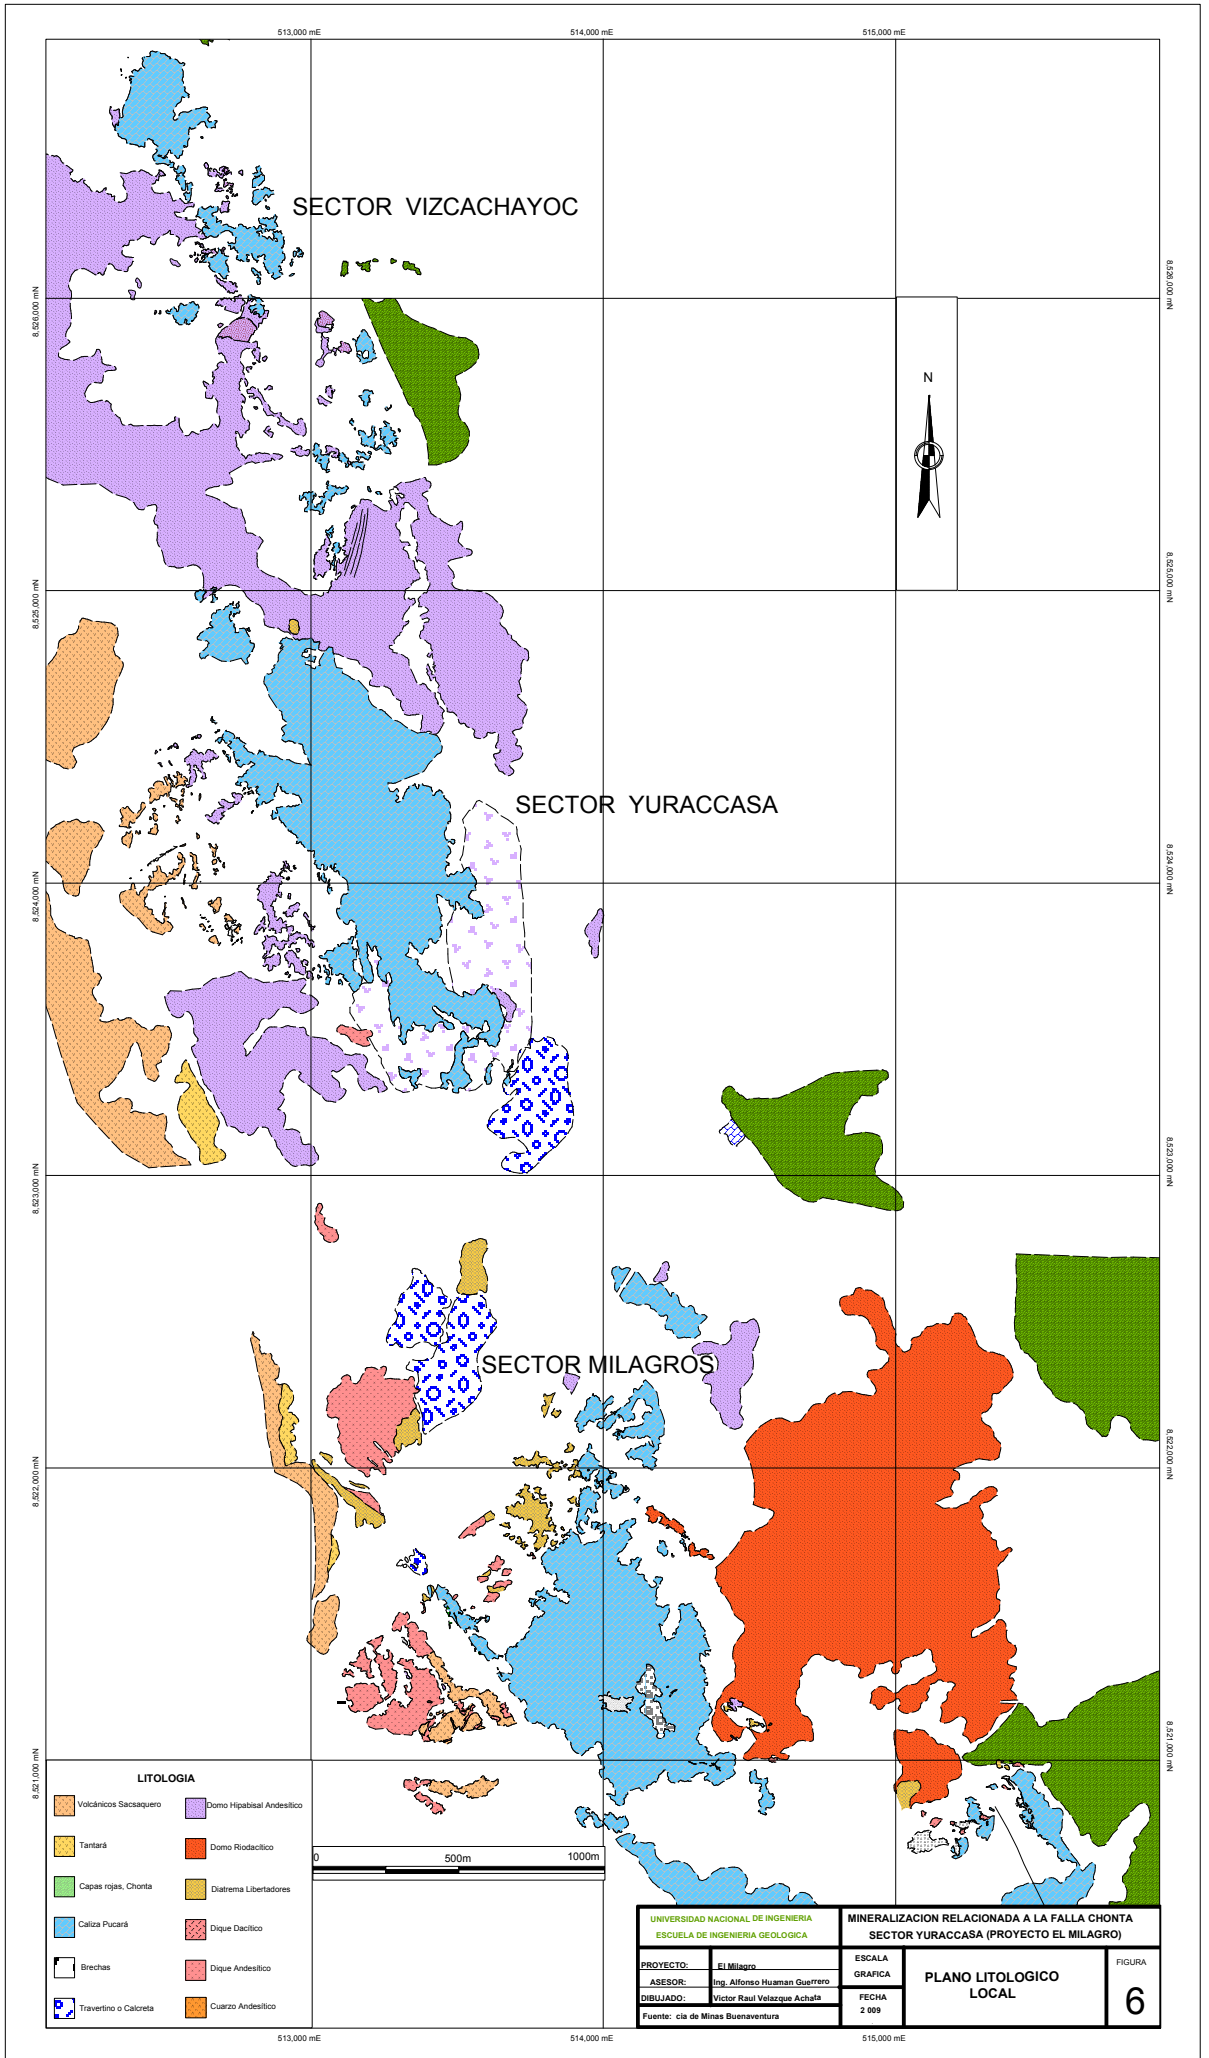 513,000 mE
514,000 mE
515,000 mE
SECTOR VIZCACHAYOC
8,526,000 mN
8,526,000 mN
N
8,525,000 mN
8,525,000 mN
SECTOR YURACCASA
8,524,000 mN
8,524,000 mN
8,523,000 mN
8,523,000 mN
SECTOR MILAGROS
8,522,000 mN
8,522,000 mN
8,521,000 mN
8,521,000 mN
LITOLOGIA
Volcánicos Sacsaquero
Domo Hipabisal Andesítico
Tantará
Domo Riodacítico
Capas rojas, Chonta
Diatrema Libertadores
Caliza Pucará
Dique Dacítico
Brechas
Dique Andesítico
Travertino o Calcreta
Cuarzo Andesítico
0
500m
1000m
UNIVERSIDAD NACIONAL DE INGENIERIA
ESCUELA DE INGENIERIA GEOLOGICA
MINERALIZACION RELACIONADA A LA FALLA CHONTA
SECTOR YURACCASA (PROYECTO EL MILAGRO)
PROYECTO:
El Milagro
ASESOR:
Ing. Alfonso Huaman Guerrero
DIBUJADO:
Victor Raul Velazque Achata
Fuente: cia de Minas Buenaventura
ESCALA
GRAFICA
FECHA
2 009
PLANO LITOLOGICO
LOCAL
FIGURA
6
513,000 mE
514,000 mE
515,000 mE